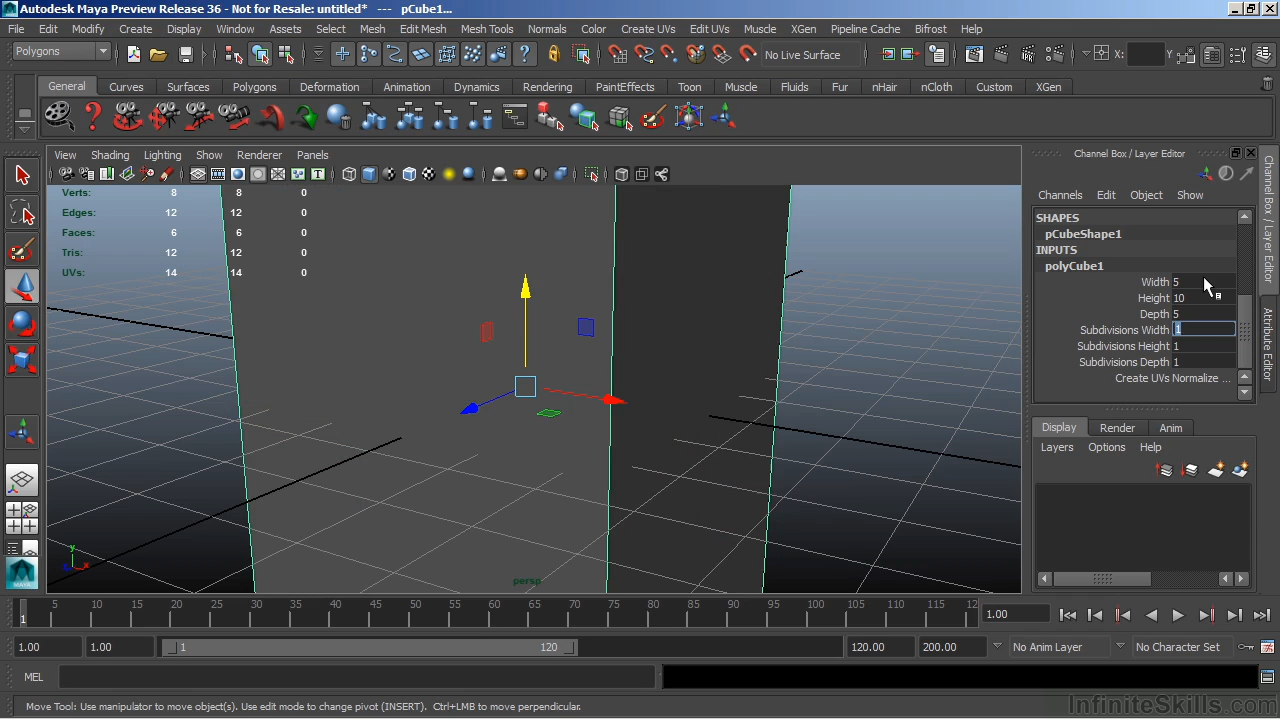 Autodesk Maya Preview Release 36 - Not for Resale: untitled* --- pCube1...
File Edit Modify Create Display Window Assets Select Mesh Edit Mesh Mesh Tools Normals Color Create UVs Edit UVs Muscle XGen Pipeline Cache Bifrost Help
Polygons No Live Surface X: Y:
General Curves Surfaces Polygons Deformation Animation Dynamics Rendering PaintEffects Toon Muscle Fluids Fur nHair nCloth Custom XGen
View Shading Lighting Show Renderer Panels
Verts: 8 8 0
Edges: 12 12 0
Faces: 6 6 0
Tris: 12 12 0
UVs: 14 14 0
y
x
persp
Channel Box / Layer Editor
Channels Edit Object Show
SHAPES
pCubeShape1
INPUTS
polyCube1
Width 5
Height 10
Depth 5
Subdivisions Width 1
Subdivisions Height 1
Subdivisions Depth 1
Create UVs Normalize ...
Display Render Anim
Layers Options Help
Channel Box / Layer Editor
Attribute Editor
MAYA
1 5 10 15 20 25 30 35 40 45 50 55 60 65 70 75 80 85 90 95 100 105 110 115 12
1.00
1.00 1.00 1 120 120.00 200.00 No Anim Layer No Character Set
MEL
Move Tool: Use manipulator to move object(s). Use edit mode to change pivot (INSERT). Ctrl+LMB to move perpendicular.
InfiniteSkills.com